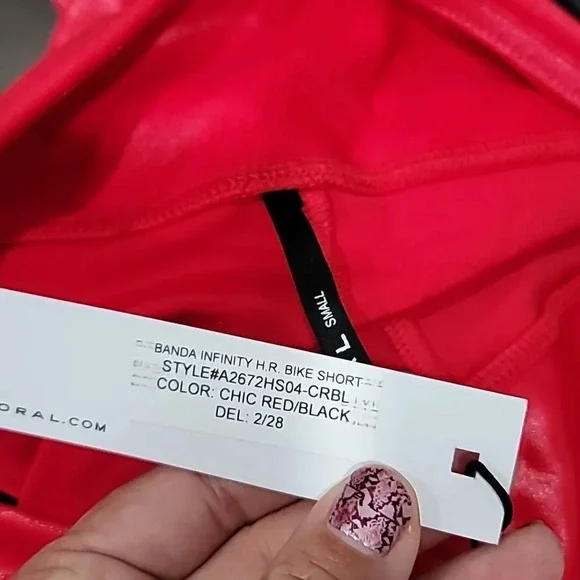 SMALL
L
BANDA INFINITY H.R. BIKE SHORT
STYLE#A2672HS04-CRBL
COLOR: CHIC RED/BLACK
DEL: 2/28
ORAL.COM